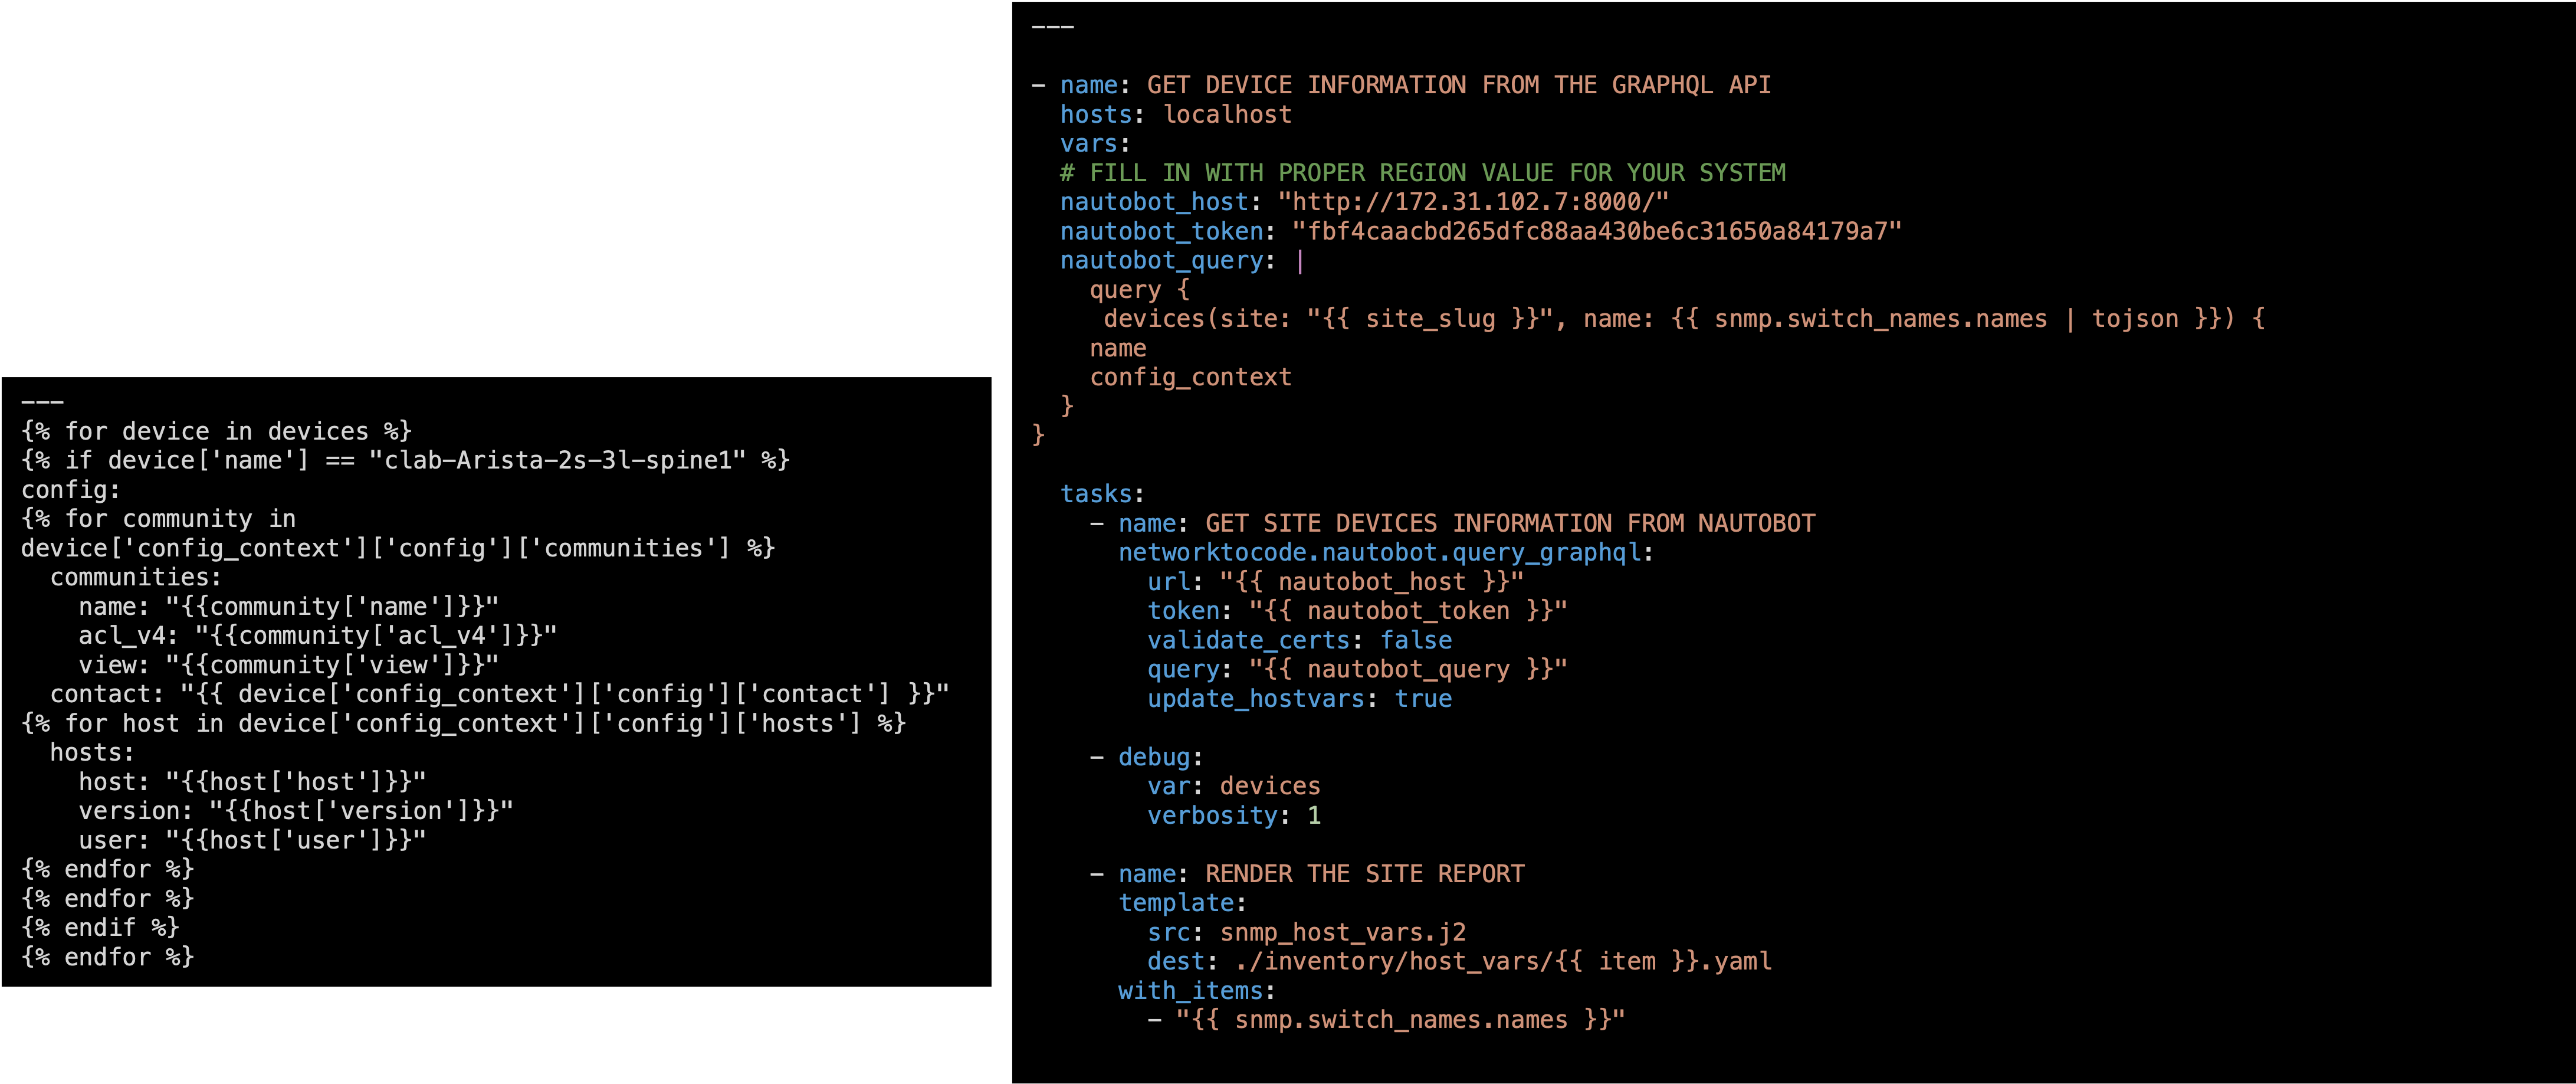 ---
{% for device in devices %}
{% if device['name'] == "clab-Arista-2s-3l-spine1" %}
config:
{% for community in
device['config_context']['config']['communities'] %}
  communities:
    name: "{{community['name']}}"
    acl_v4: "{{community['acl_v4']}}"
    view: "{{community['view']}}"
  contact: "{{ device['config_context']['config']['contact'] }}"
{% for host in device['config_context']['config']['hosts'] %}
  hosts:
    host: "{{host['host']}}"
    version: "{{host['version']}}"
    user: "{{host['user']}}"
{% endfor %}
{% endfor %}
{% endif %}
{% endfor %}
---
- name: GET DEVICE INFORMATION FROM THE GRAPHQL API
  hosts: localhost
  vars:
  # FILL IN WITH PROPER REGION VALUE FOR YOUR SYSTEM
  nautobot_host: "http://172.31.102.7:8000/"
  nautobot_token: "fbf4caacbd265dfc88aa430be6c31650a84179a7"
  nautobot_query: |
    query {
     devices(site: "{{ site_slug }}", name: {{ snmp.switch_names.names | tojson }}) {
    name
    config_context
  }
}
  tasks:
    - name: GET SITE DEVICES INFORMATION FROM NAUTOBOT
      networktocode.nautobot.query_graphql:
        url: "{{ nautobot_host }}"
        token: "{{ nautobot_token }}"
        validate_certs: false
        query: "{{ nautobot_query }}"
        update_hostvars: true
    - debug:
        var: devices
        verbosity: 1
    - name: RENDER THE SITE REPORT
      template:
        src: snmp_host_vars.j2
        dest: ./inventory/host_vars/{{ item }}.yaml
      with_items:
        - "{{ snmp.switch_names.names }}"